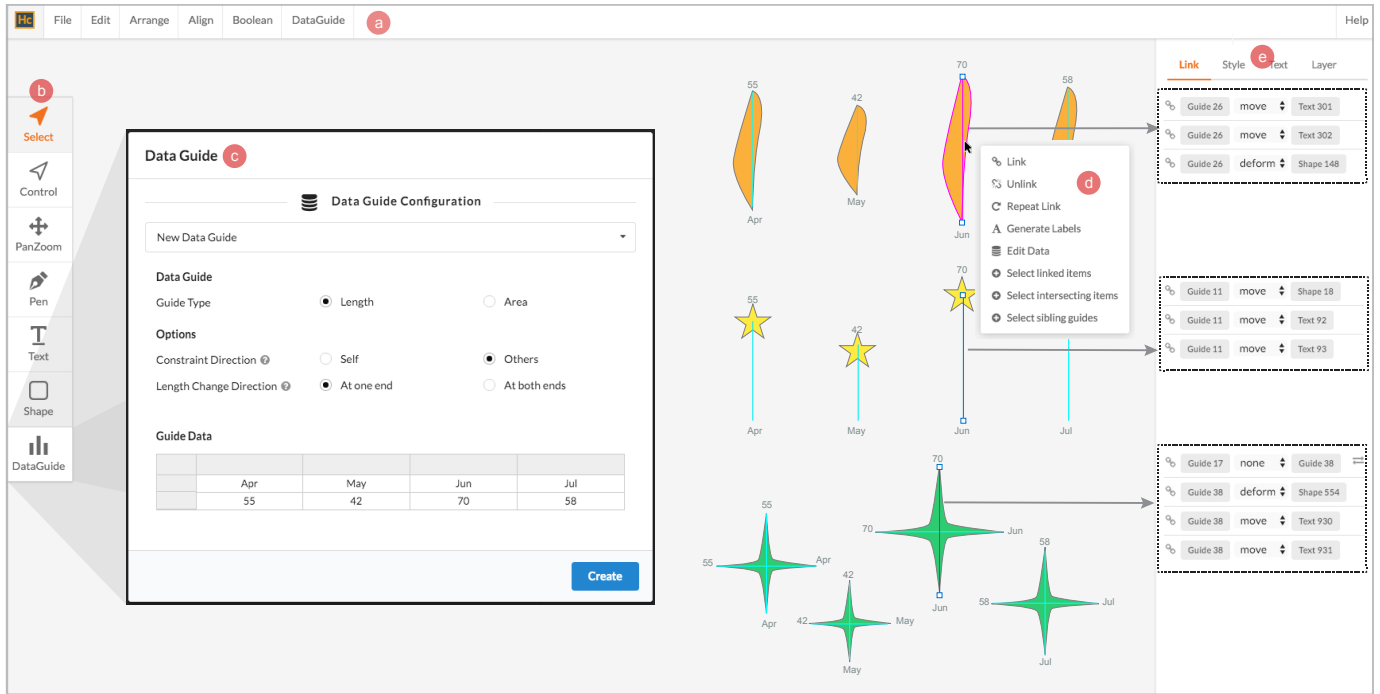 Hc File Edit Arrange Align Boolean DataGuide a Help
b
Select
Control
PanZoom
Pen
Text
Shape
DataGuide
Data Guide c
Data Guide Configuration
New Data Guide
Data Guide
Guide Type Length Area
Options
Constraint Direction ? Self Others
Length Change Direction ? At one end At both ends
Guide Data
Apr May Jun Jul
55 42 70 58
Create
55 42 70 58
Apr May Jun
d
Link
Unlink
Repeat Link
Generate Labels
Edit Data
Select linked items
Select intersecting items
Select sibling guides
55 42 70
Apr May Jun Jul
55
55 Apr
Apr
42
42 May
May
70
70 Jun
Jun
58
58 Jul
Jul
e
Link Style Text Layer
Guide 26 move Text 301
Guide 26 move Text 302
Guide 26 deform Shape 148
Guide 11 move Shape 18
Guide 11 move Text 92
Guide 11 move Text 93
Guide 17 none Guide 38
Guide 38 deform Shape 554
Guide 38 move Text 930
Guide 38 move Text 931